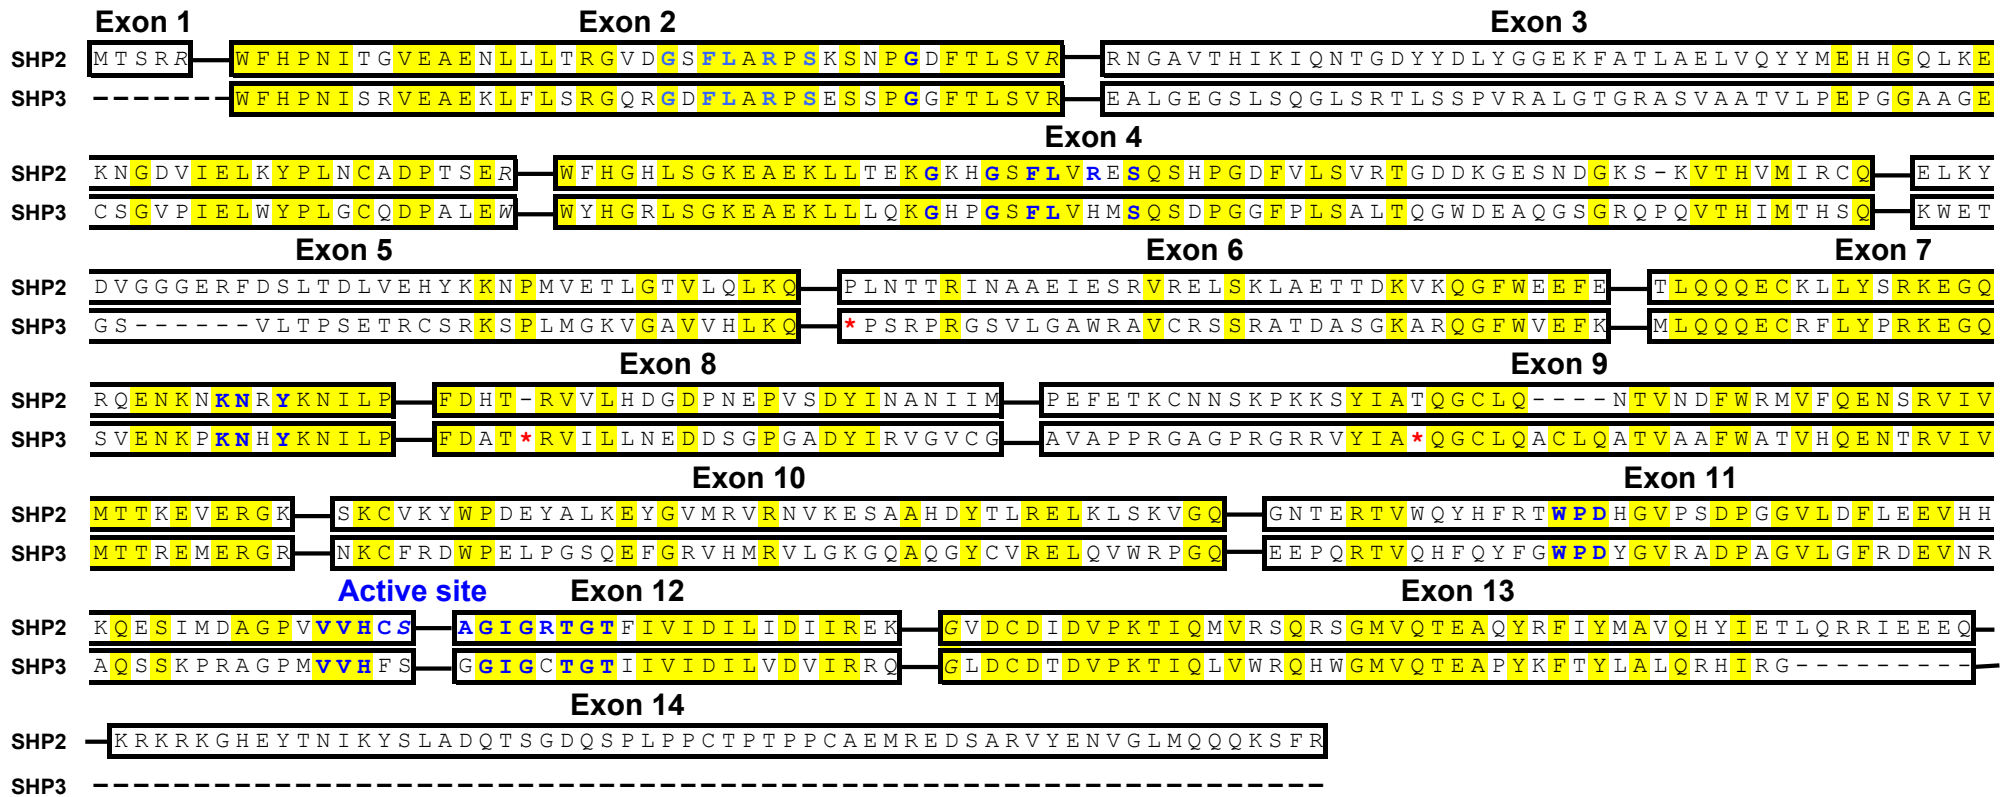 Exon 1 Exon 2 Exon 3
SHP2 MTSRR WFHPNITGVEAENLLLTRGVDGSFLARPSKSNPGDFTLSVR RNGAVTHIKIQNTGDYYDLYGGEKFATLAELVQYYMEHHGQLKE
SHP3 ------- WFHPNISRVEAEKLFLSRGQRGDFLARPSESSPGGFTLSVR EALGEGSLSQGLSRTLSSPVRALGTGRASVAATVLPEPGGAAGE
Exon 4
SHP2 KNGDVIELKYPLNCADPTSER WFHGHLSGKEAEKLLTEKGKHGSFLVRESQSHPGDFVLSVRTGDDKGESNDGKS-KVTHVMIRCQ ELKY
SHP3 CSGVPIELWYPLGCQDPALEW WYHGRLSGKEAEKLLLQKGHPGSFLVHMSQSDPGGFPLSALTQGWDEAQGSGRQPQVTHIMTHSQ KWET
Exon 5 Exon 6 Exon 7
SHP2 DVGGGERFDSLTDLVEHYKKNPMVETLGTVLQLKQ PLNTTRINAAEIESRVRELSKLAETTDKVKQGFWEEFE TLQQQECKLLYSRKEGQ
SHP3 GS------VLTPSETRCSRKSPLMGKVGAVVHLKQ *PSRPRGSVLGAWRAVCRSSRATDASGKARQGFWVEFK MLQQQECRFLYPRKEGQ
Exon 8 Exon 9
SHP2 RQENKNKNRYKNILP FDHT-RVVLHDGDPNEPVSDYINANIIM PEFETKCNNSKPKKSYIATQGCLQ----NTVNDFWRMVFQENSRVIV
SHP3 SVENKPKNHYKNILP FDAT*RVILLNEDDSGPGADYIRVGVCG AVAPPRGAGPRGRRVYIA*QGCLQACLQATVAAFWATVHQENTRVIV
Exon 10 Exon 11
SHP2 MTTKEVERGK SKCVKYWPDEYALKEYGVMRVRNVKESAAHDYTLRELKLSKVGQ GNTERTVWQYHFRTWPDHGVPSDPGGVLDFLEEVHH
SHP3 MTTREMERGR NKCFRDWPELPGSQEFGRVHMRVLGKGQAQGYCVRELQVWRPGQ EEPQRTVQHFQYFGWPDYGVRADPAGVLGFRDEVNR
Active site Exon 12 Exon 13
SHP2 KQESIMDAGPVVVHCS AGIGRTGTFIVIDILIDIIREK GVDCDIDVPKTIQMVRSQRSGMVQTEAQYRFIYMAVQHYIETLQRRIEEEQ
SHP3 AQSSKPRAGPMVVHFS GGIGCTGTIIVIDILVDVIRRQ GLDCDTDVPKTIQLVWRQHWGMVQTEAPYKFTYLALQRHIRG---------
Exon 14
SHP2 KRKRKGHEYTNIKYSLADQTSGDQSPLPPCTPTPPCAEMREDSARVYENVGLMQQQKSFR
SHP3 -------------------------------------------------------------